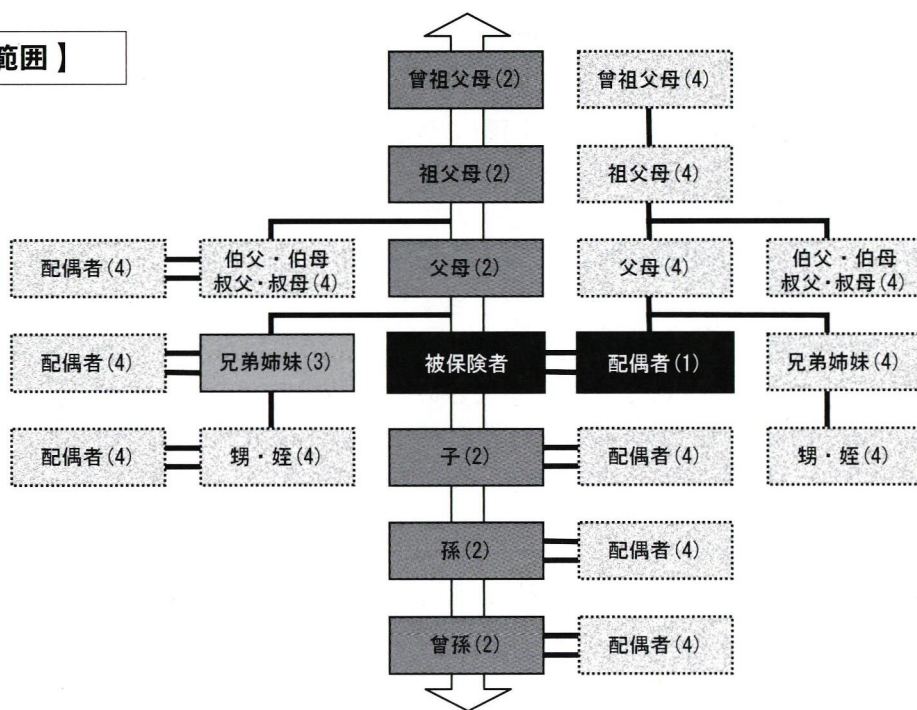 範囲 】
曾祖父母(2)
曾祖父母(4)
祖父母(2)
祖父母(4)
配偶者(4)
伯父・伯母
叔父・叔母(4)
父母(2)
父母(4)
伯父・伯母
叔父・叔母(4)
配偶者(4)
兄弟姉妹(3)
被保険者
配偶者(1)
兄弟姉妹(4)
配偶者(4)
甥・姪(4)
子(2)
配偶者(4)
甥・姪(4)
孫(2)
配偶者(4)
曾孫(2)
配偶者(4)